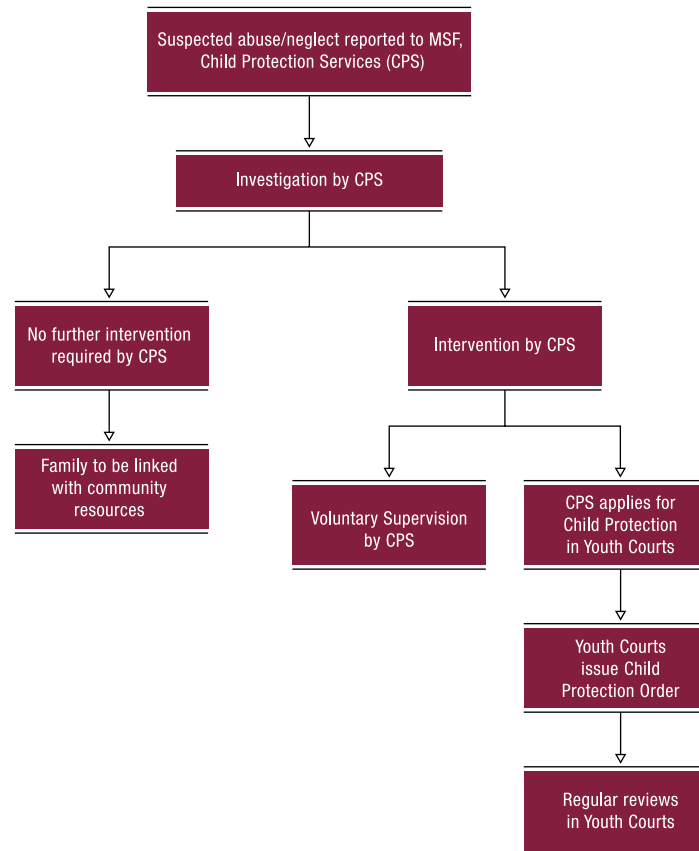 Suspected abuse/neglect reported to MSF,
Child Protection Services (CPS)
Investigation by CPS
No further intervention
required by CPS
Intervention by CPS
Family to be linked
with community
resources
Voluntary Supervision
by CPS
CPS applies for
Child Protection
in Youth Courts
Youth Courts
issue Child
Protection Order
Regular reviews
in Youth Courts